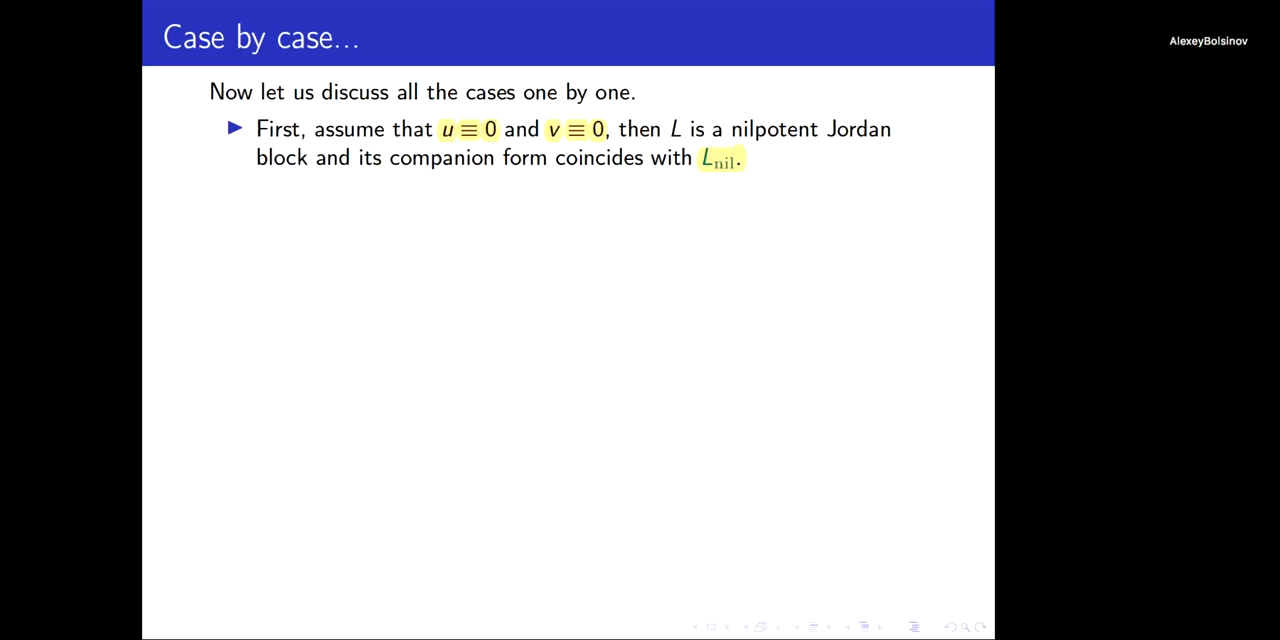 Case by case...
AlexeyBolsinov
Now let us discuss all the cases one by one.
▶ First, assume that u ≡ 0 and v ≡ 0, then L is a nilpotent Jordan
block and its companion form coincides with L_nil.